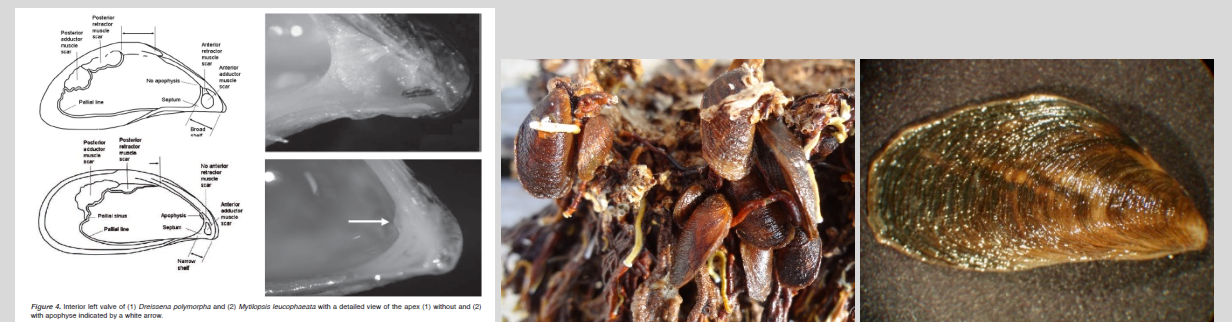 Posterior
retractor
muscle
scar
Posterior
adductor
muscle
scar
Anterior
retractor
muscle
scar
Anterior
adductor
muscle
scar
No apophysis
Septum
Pallial line
Broad
shelf
Posterior
adductor
muscle
scar
Posterior
retractor
muscle
scar
No anterior
retractor
muscle
scar
Anterior
adductor
muscle
scar
Pallial sinus
Apophysis
Pallial line
Septum
Narrow
shelf
Figure 4. Interior left valve of (1) Dreissena polymorpha and (2) Mytilopsis leucophaeata with a detailed view of the apex (1) without and (2)
with apophyse indicated by a white arrow.